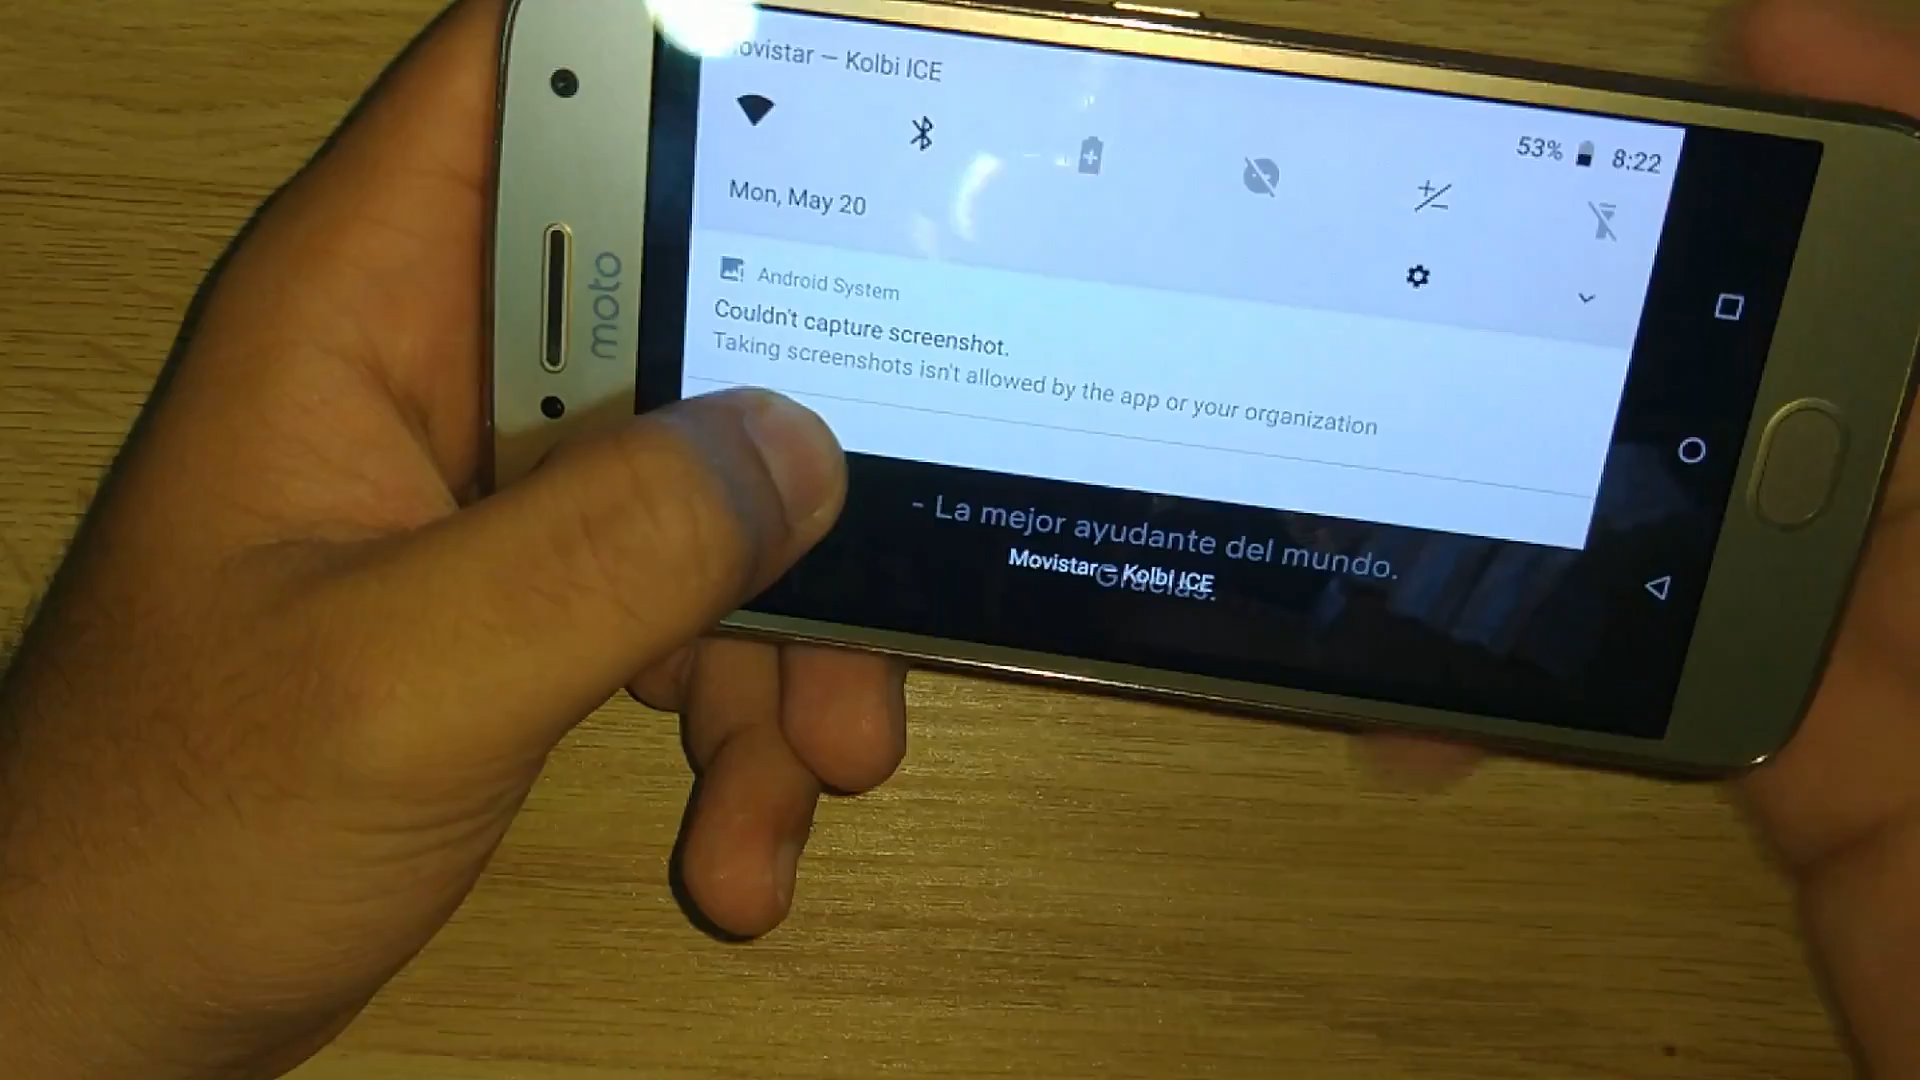 moto
ovistar – Kolbi ICE
53% 8:22
Mon, May 20
Android System
Couldn't capture screenshot.
Taking screenshots isn't allowed by the app or your organization
- La mejor ayudante del mundo.
Movistar – Kolbi ICE
Gracias.